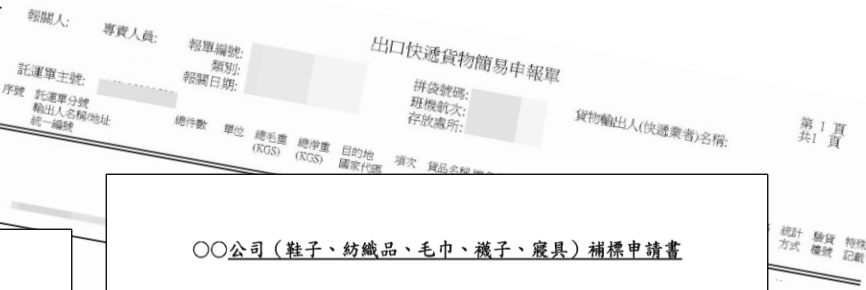 出口快遞貨物簡易申報單
報關人:
專責人員:
報單編號:
類別:
報關日期:
拼袋號碼:
班機航次:
存放處所:
貨物輸出人(快遞業者)名稱:
第 1 頁
共1 頁
託運單主號:
序號 託運單分號
輸出人名稱/地址
統一編號
總件數 單位 總毛重
(KGS) 總淨重
(KGS) 目的地
國家代碼 項次 貨品名稱
統計
方式 驗貨
櫃號 特殊
記載
○○公司（鞋子、紡織品、毛巾、襪子、寢具）補標申請書